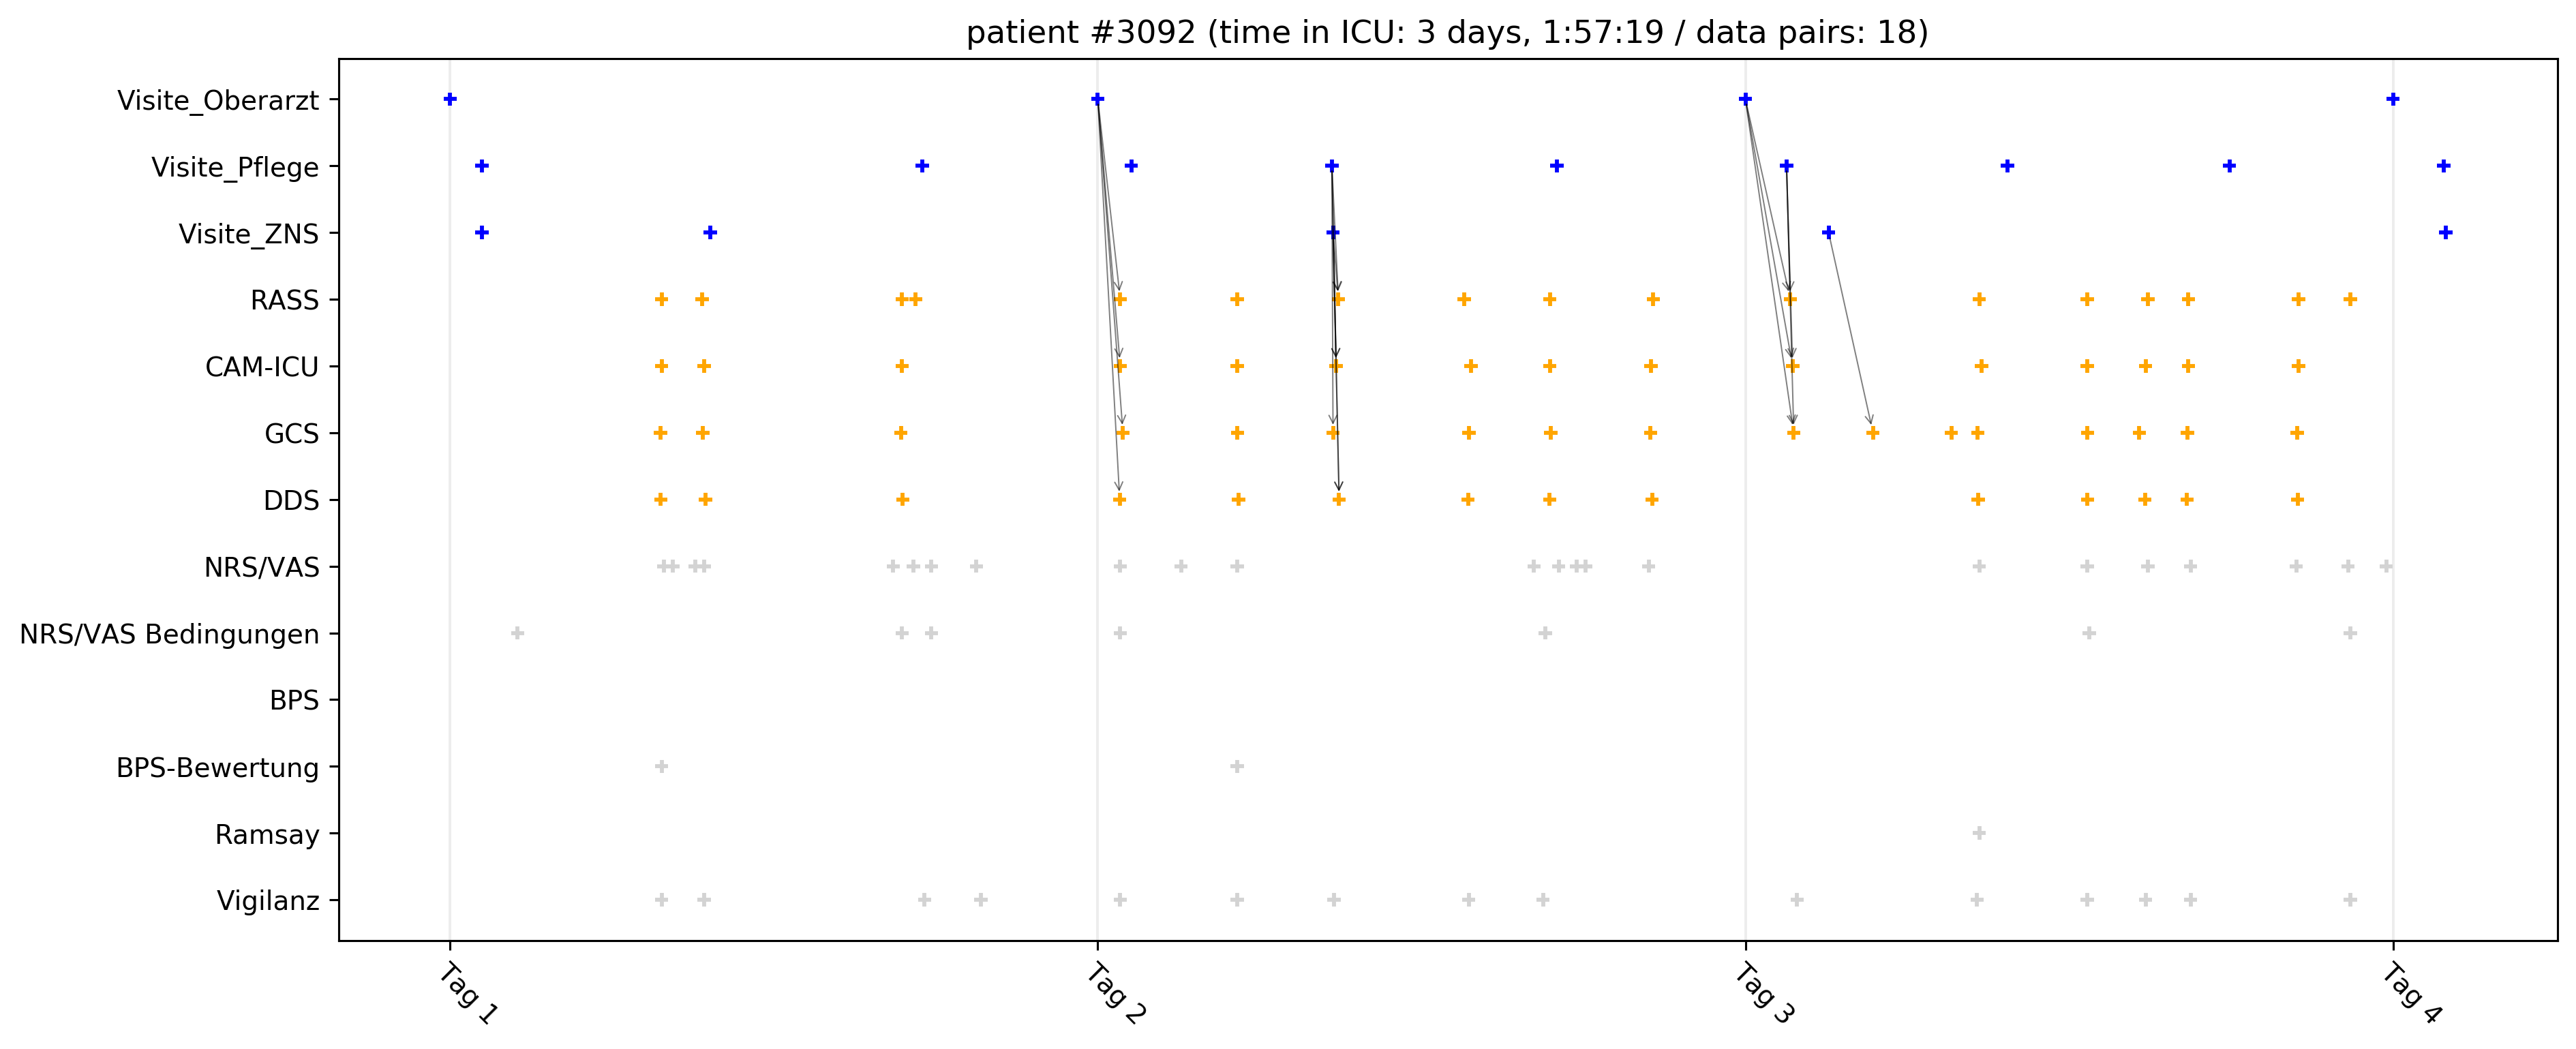 patient #3092 (time in ICU: 3 days, 1:57:19 / data pairs: 18)
Visite_Oberarzt
Visite_Pflege
Visite_ZNS
RASS
CAM-ICU
GCS
DDS
NRS/VAS
NRS/VAS Bedingungen
BPS
BPS-Bewertung
Ramsay
Vigilanz
Tag 1
Tag 2
Tag 3
Tag 4